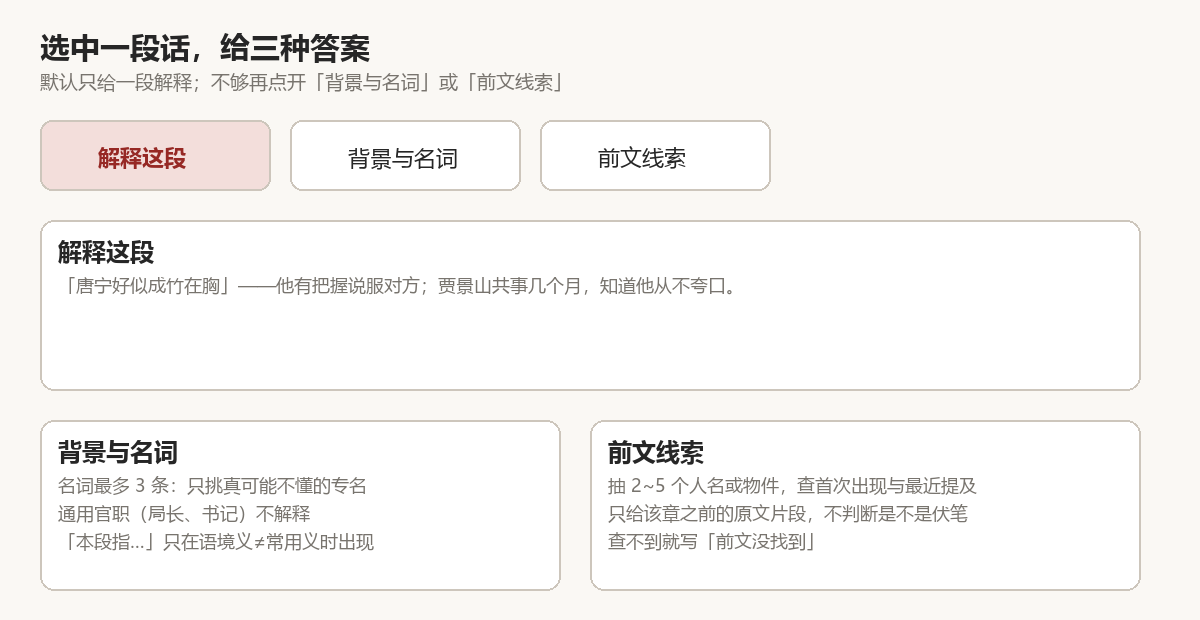 选中一段话，给三种答案
默认只给一段解释；不够再点开「背景与名词」或「前文线索」
解释这段
背景与名词
前文线索
解释这段
「唐宁好似成竹在胸」——他有把握说服对方；贾景山共事几个月，知道他从不夸口。
背景与名词
名词最多 3 条：只挑真可能不懂的专名
通用官职（局长、书记）不解释
「本段指…」只在语境义≠常用义时出现
前文线索
抽 2~5 个人名或物件，查首次出现与最近提及
只给该章之前的原文片段，不判断是不是伏笔
查不到就写「前文没找到」